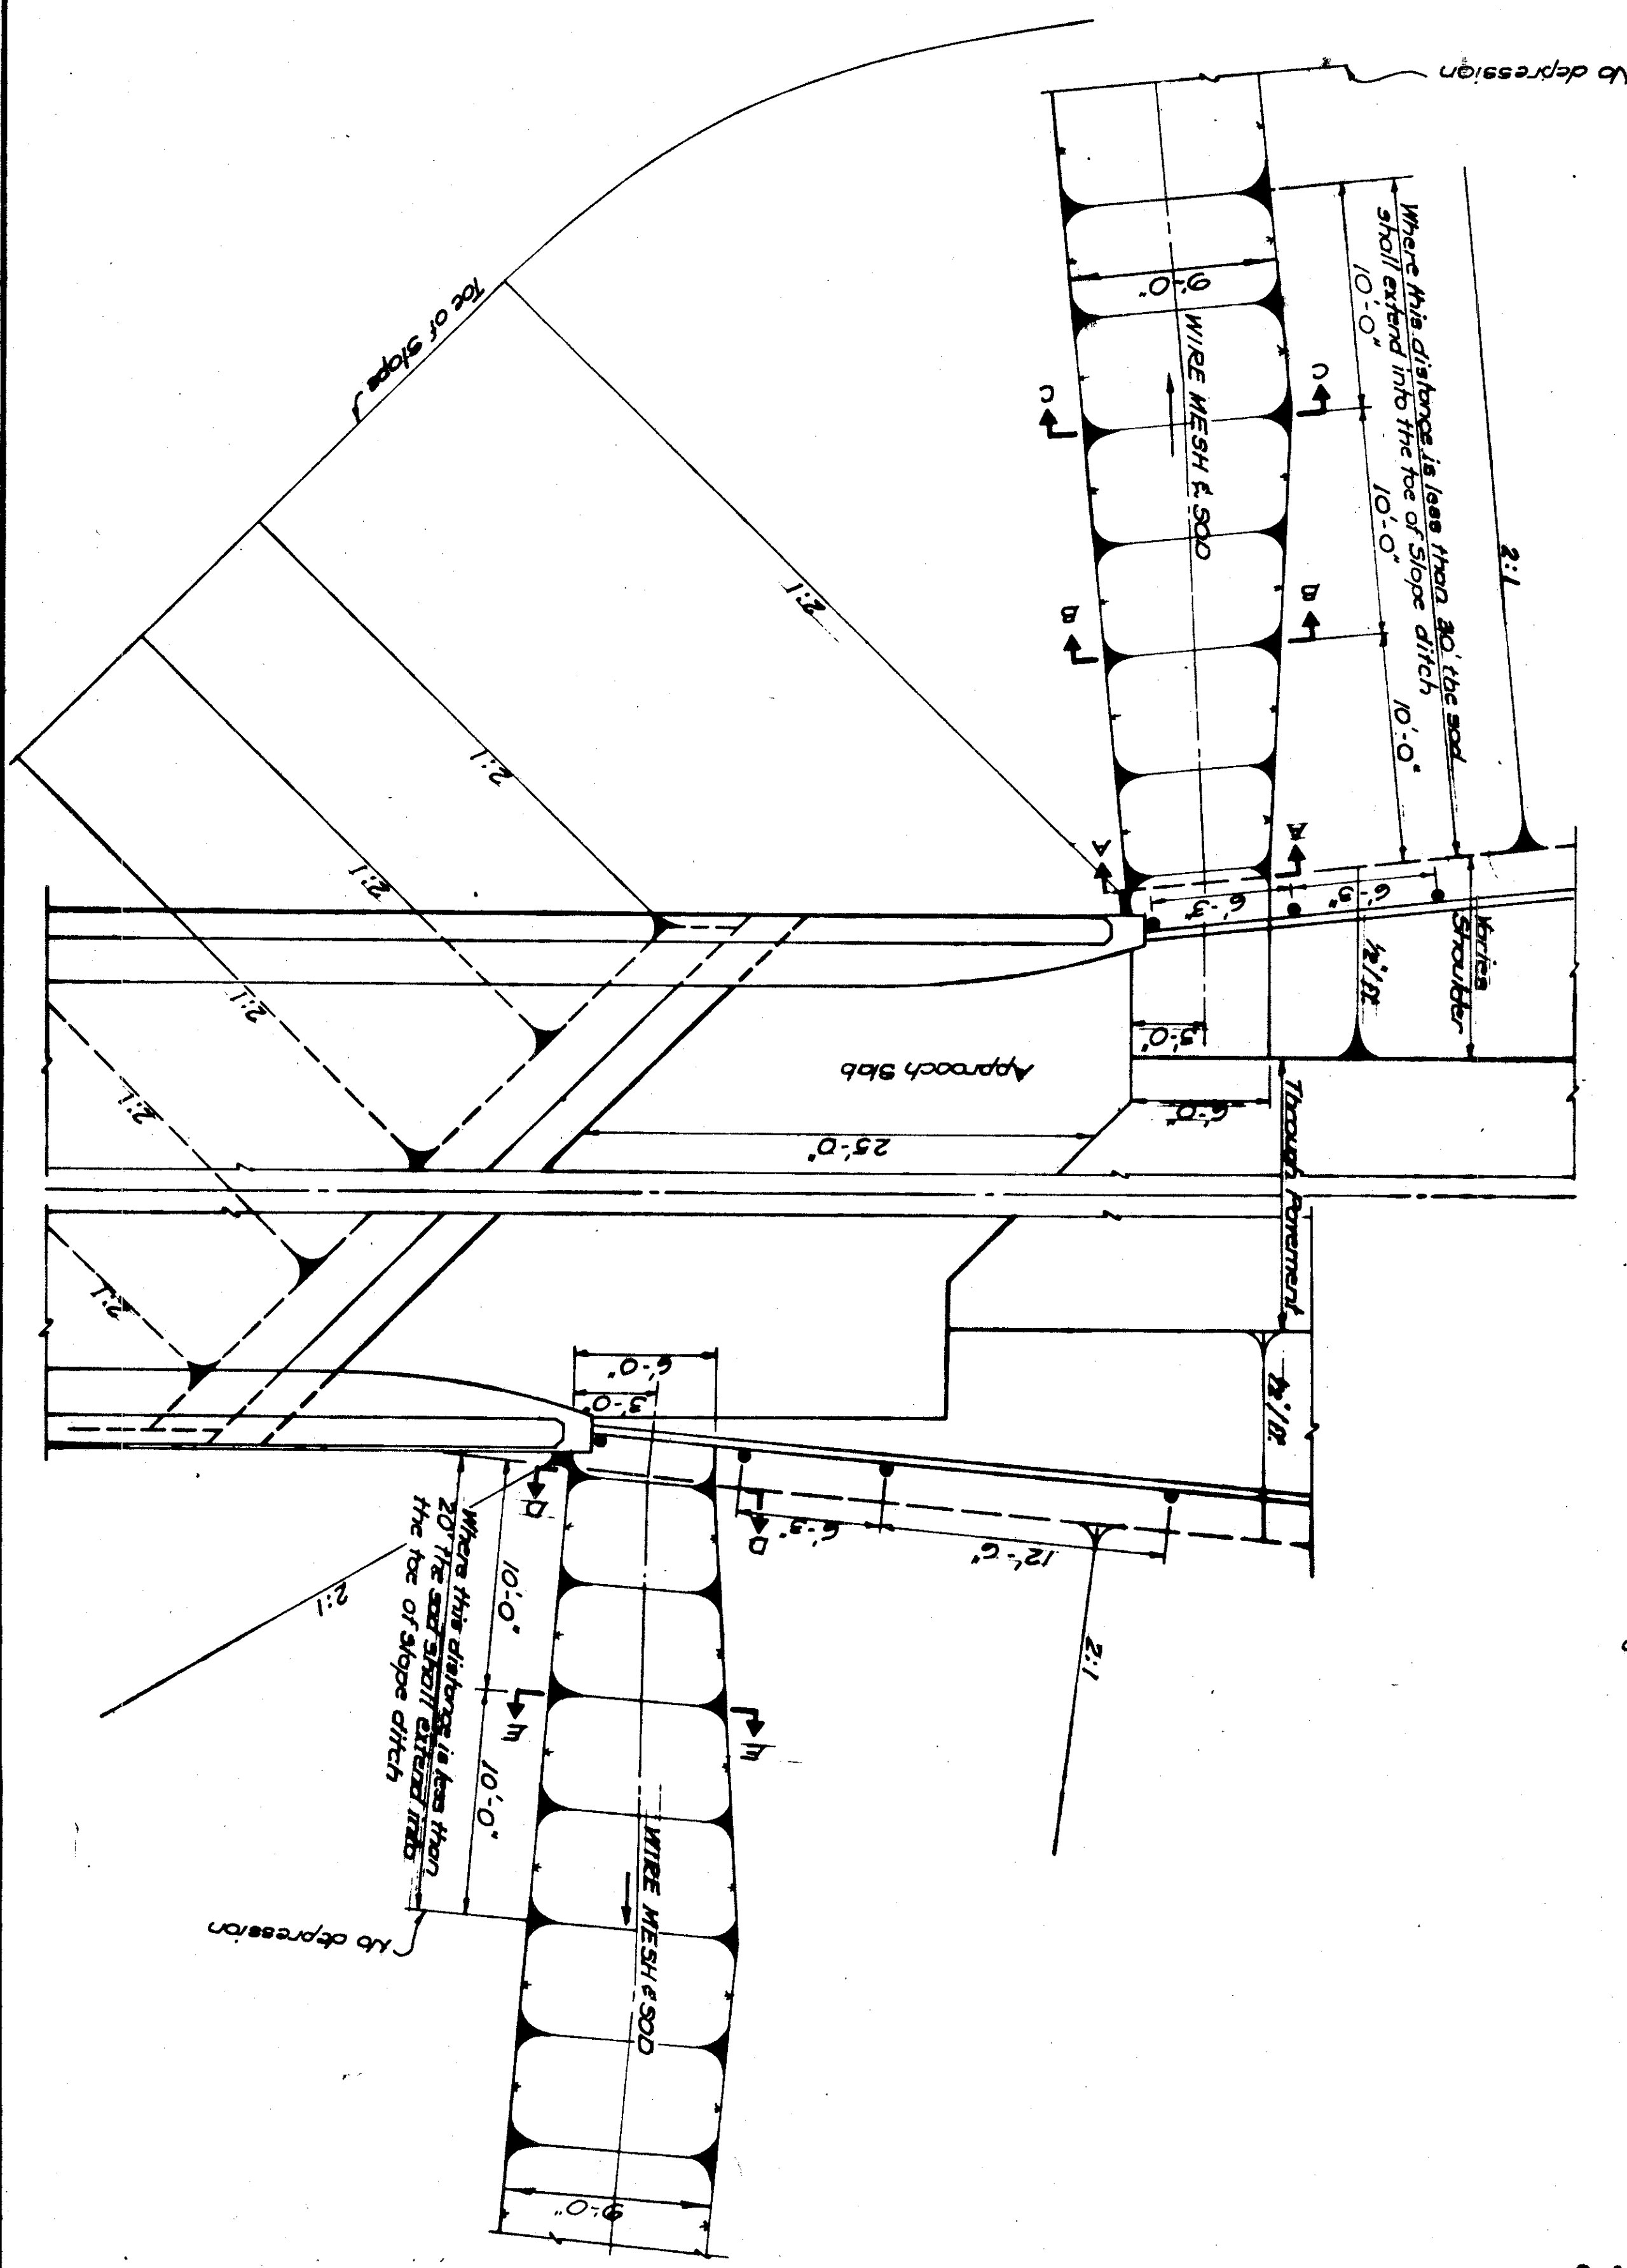 No depression
2:1
Where this distance is less than 30' the sod
shall extend into the toe of Slope ditch
10'-0"
10'-0"
10'-0"
9'-0"
WIRE MESH & SOD
C
C
B
B
A
A
Toe of Slope
2:1
2:1
2:1
2:1
2:1
2:1
6'-3"
6'-3"
Varies
Shoulder
1/2"/ft
3'-0"
6'-0"
Approach Slab
25'-0"
Through Pavement
1/2"/ft.
6'-0"
3'-0"
D
D
6'-3"
12'-6"
2:1
2:1
Where this distance is less than
20' the sod shall extend into
the toe of slope ditch
10'-0"
10'-0"
E
E
WIRE MESH & SOD
No depression
9'-0"